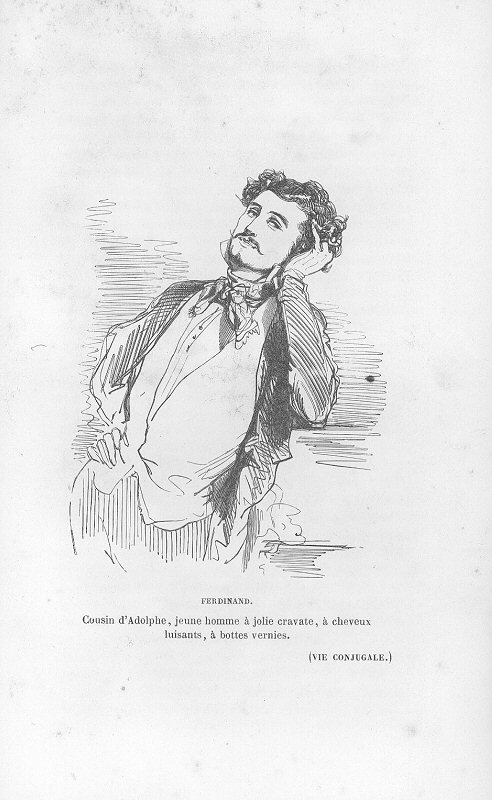 FERDINAND.
Cousin d'Adolphe, jeune homme à jolie cravate, à cheveux
luisants, à bottes vernies.
(VIE CONJUGALE.)